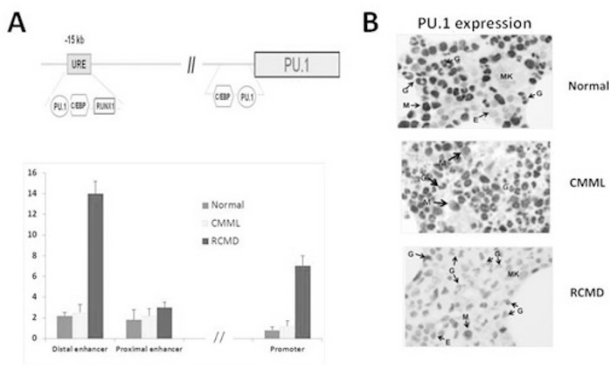 A
-15 kb
URE
//
PU.1
PU.1
C/EBP
RUNX1
C/EBP
PU.1
16
14
12
10
8
6
4
2
0
Normal
CMML
RCMD
Distal enhancer
Proximal enhancer
//
Promoter
B
PU.1 expression
G
G
MK
G
M
E
Normal
G
M
CMML
G
G
G
G
MK
G
M
E
RCMD